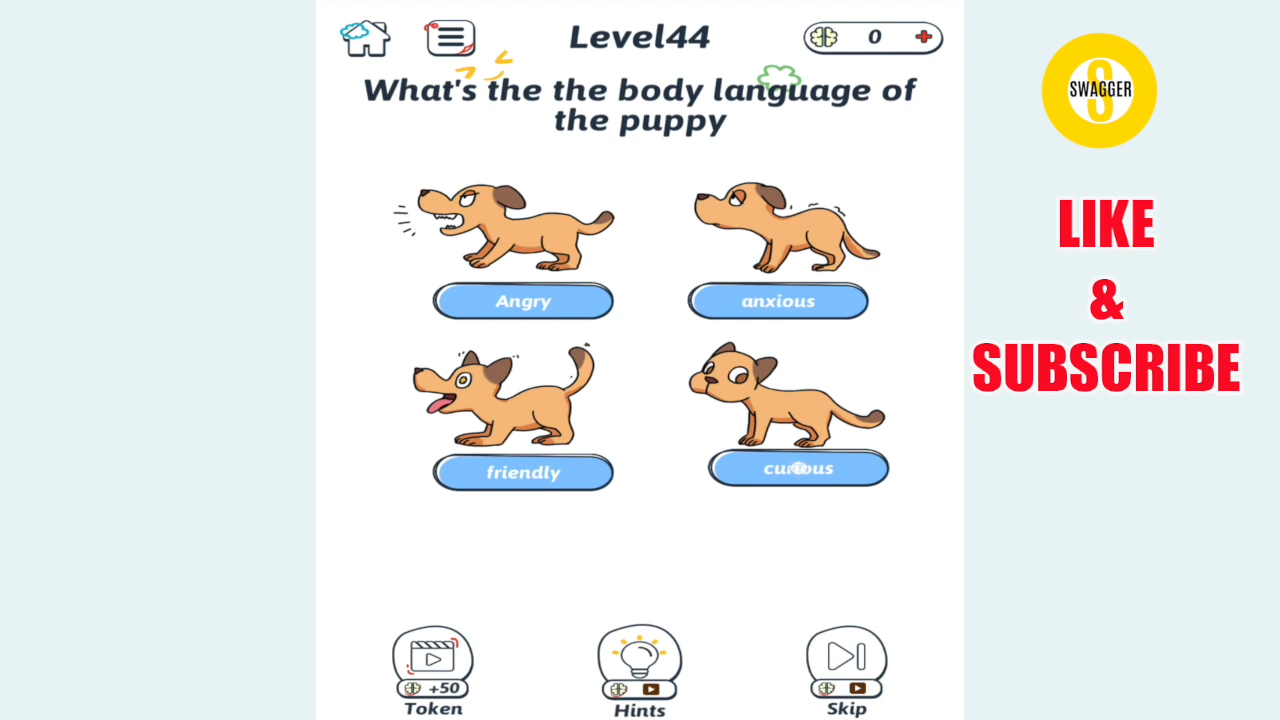 Level44
0
What's the the body language of
the puppy
Angry
anxious
friendly
curious
+50
Token
Hints
Skip
S
SWAGGER
LIKE
&
SUBSCRIBE